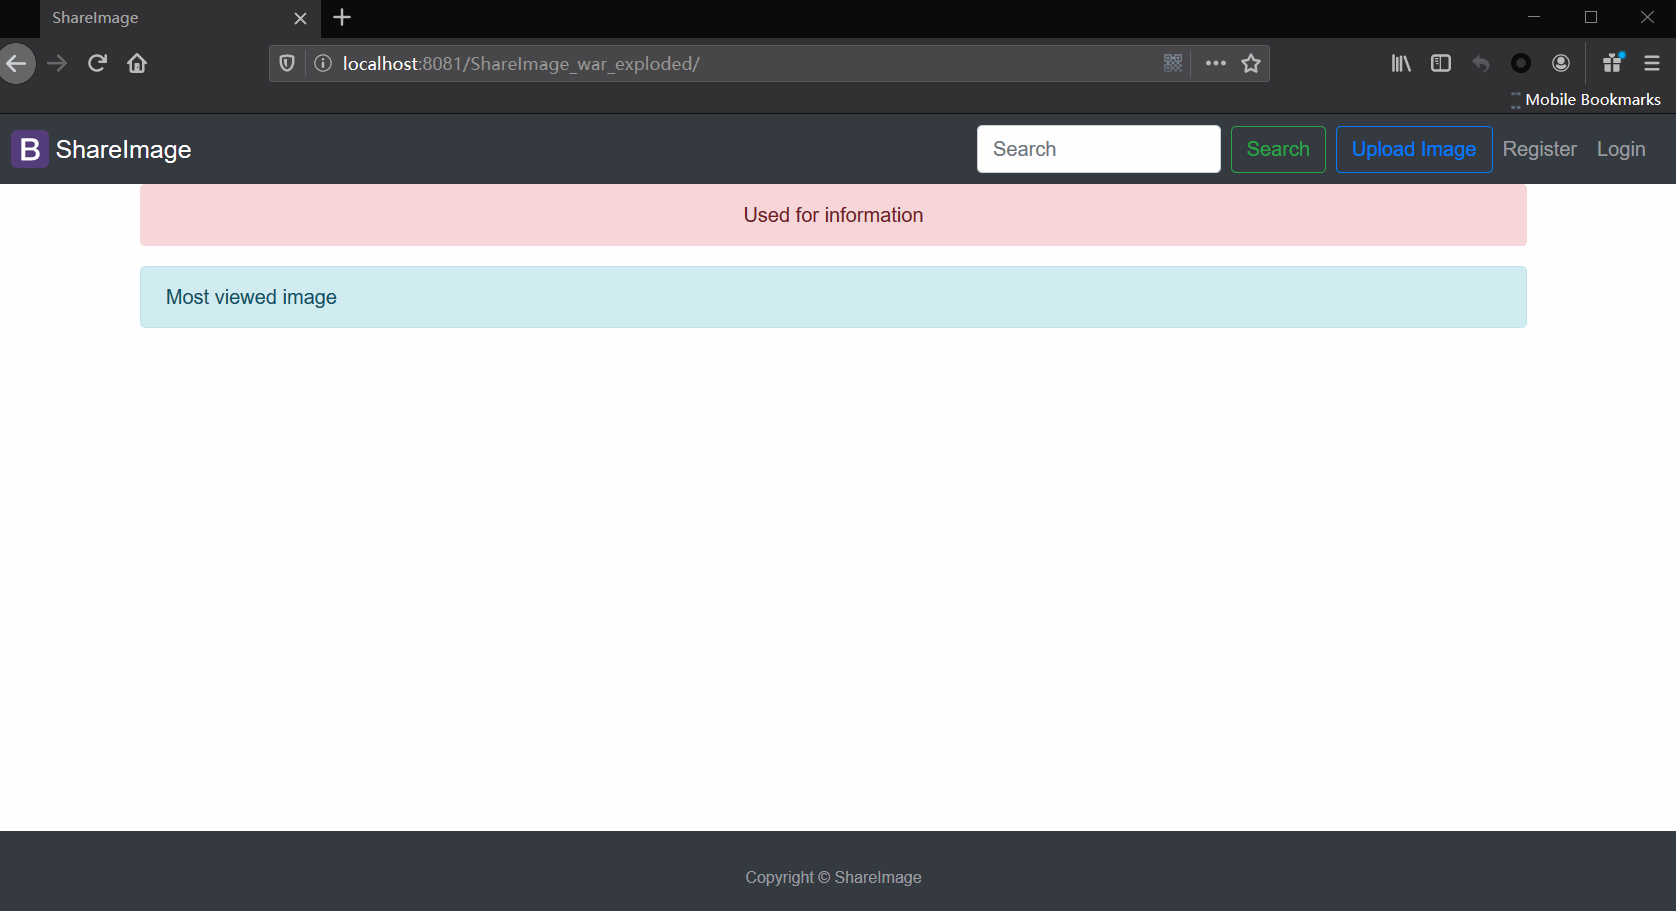 ShareImage
localhost:8081/ShareImage_war_exploded/
Mobile Bookmarks
B ShareImage
Search
Search
Upload Image
Register
Login
Used for information
Most viewed image
Copyright © ShareImage